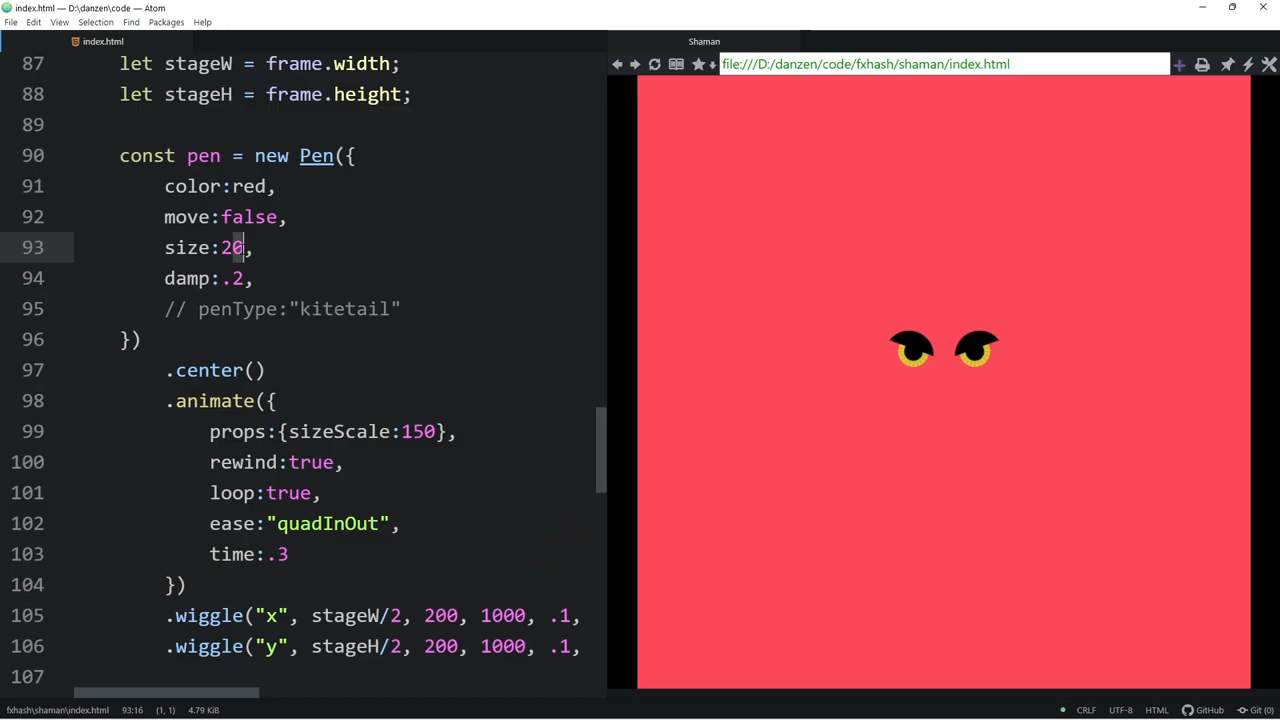 index.html — D:\danzen\code — Atom
File Edit View Selection Find Packages Help
index.html
Shaman
file:///D:/danzen/code/fxhash/shaman/index.html
87 let stageW = frame.width;
88 let stageH = frame.height;
89
90 const pen = new Pen({
91 color:red,
92 move:false,
93 size:20,
94 damp:.2,
95 // penType:"kitetail"
96 })
97 .center()
98 .animate({
99 props:{sizeScale:150},
100 rewind:true,
101 loop:true,
102 ease:"quadInOut",
103 time:.3
104 })
105 .wiggle("x", stageW/2, 200, 1000, .1,
106 .wiggle("y", stageH/2, 200, 1000, .1,
107
fxhash\shaman\index.html 93:16 (1, 1) 4.79 KiB CRLF UTF-8 HTML GitHub Git (0)